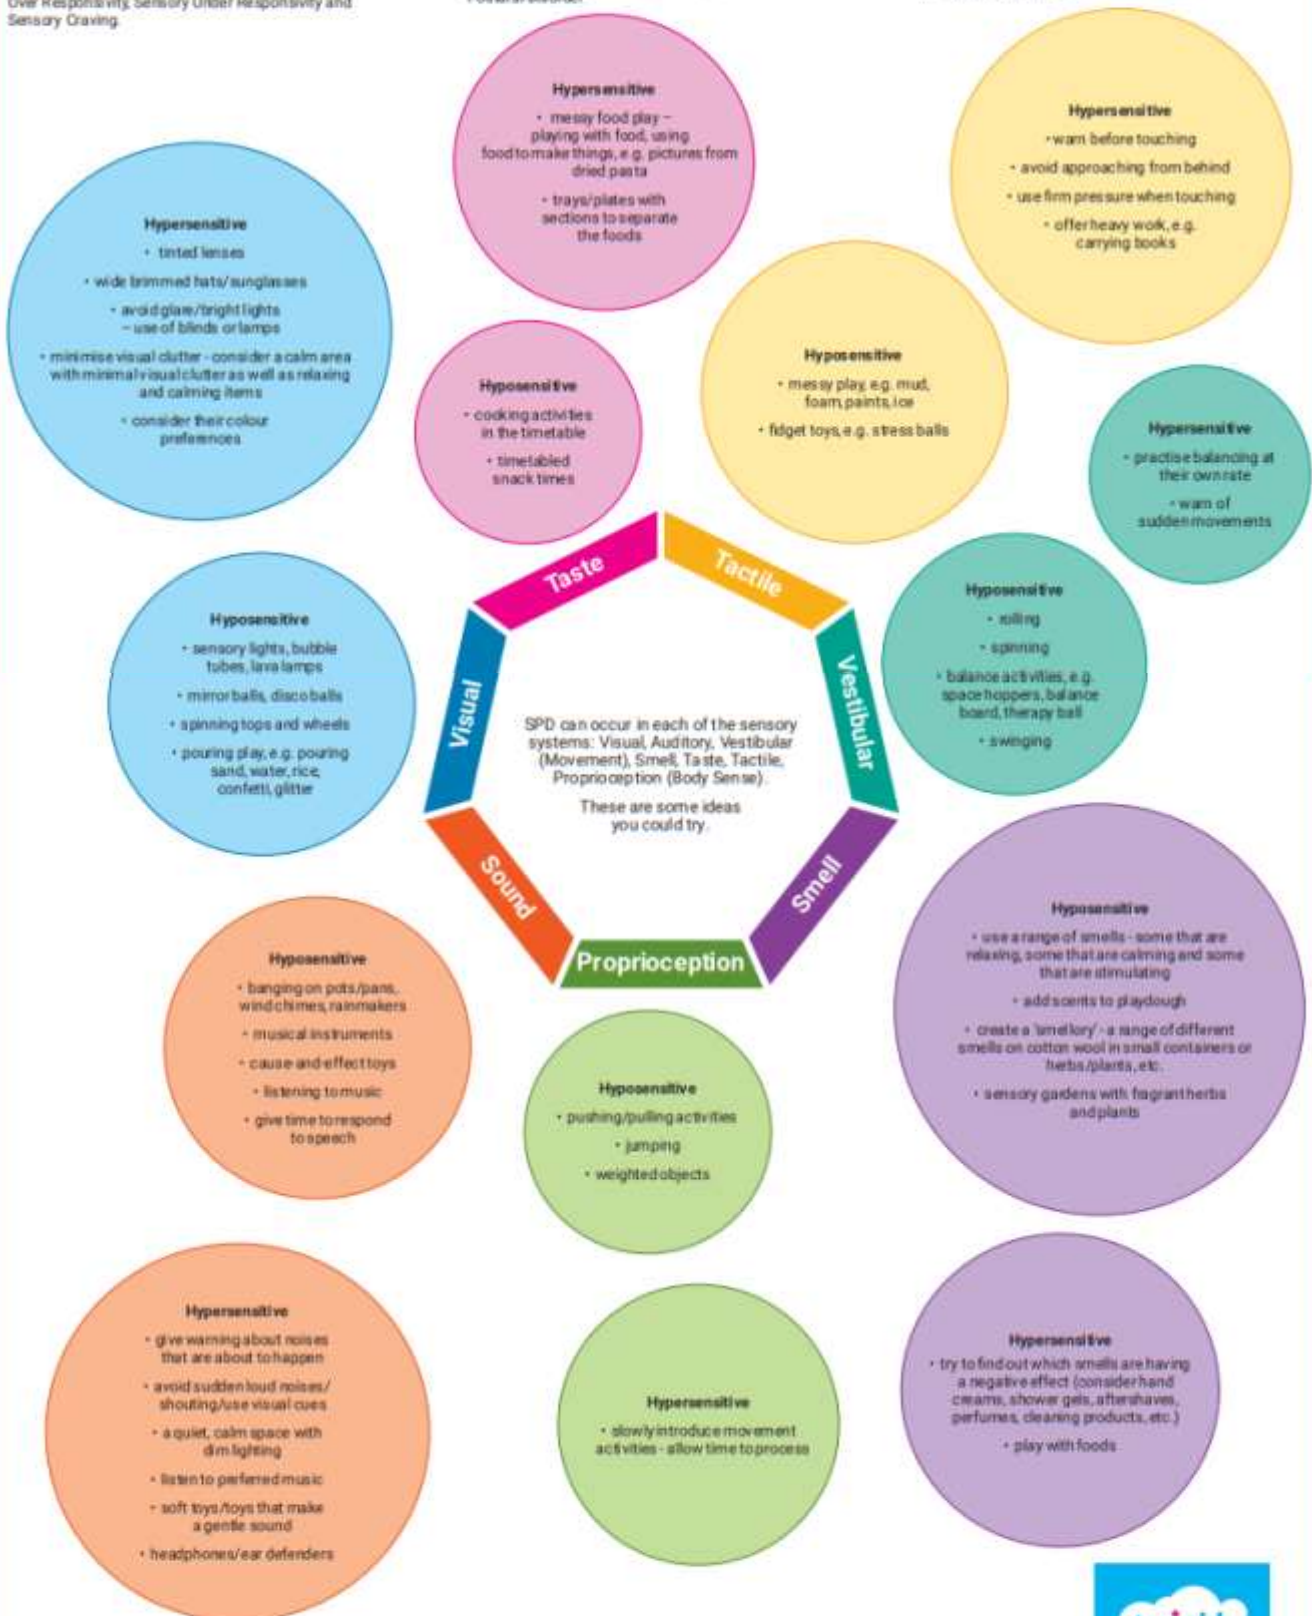 Over Responsivity, Sensory Under Responsivity and
Sensory Craving.
Hypersensitive
• messy food play –
playing with food, using
food to make things, e.g. pictures from
dried pasta
• trays/plates with
sections to separate
the foods
Hypersensitive
• warn before touching
• avoid approaching from behind
• use firm pressure when touching
• offer heavy work, e.g.
carrying books
Hypersensitive
• tinted lenses
• wide brimmed hats/sunglasses
• avoid glare/bright lights
– use of blinds or lamps
• minimise visual clutter - consider a calm area
with minimal visual clutter as well as relaxing
and calming items
• consider their colour
preferences
Hyposensitive
• cooking activities
in the timetable
• timetabled
snack times
Hyposensitive
• messy play, e.g. mud,
foam, paints, ice
• fidget toys, e.g. stress balls
Hypersensitive
• practise balancing at
their own rate
• warn of
sudden movements
Taste
Tactile
Hyposensitive
• sensory lights, bubble
tubes, lava lamps
• mirror balls, disco balls
• spinning tops and wheels
• pouring play, e.g. pouring
sand, water, rice,
confetti, glitter
Visual
SPD can occur in each of the sensory
systems: Visual, Auditory, Vestibular
(Movement), Smell, Taste, Tactile,
Proprioception (Body Sense).
These are some ideas
you could try.
Vestibular
Hyposensitive
• rolling
• spinning
• balance activities, e.g.
space hoppers, balance
board, therapy ball
• swinging
Sound
Smell
Proprioception
Hyposensitive
• banging on pots/pans,
wind chimes, rainmakers
• musical instruments
• cause and effect toys
• listening to music
• give time to respond
to speech
Hyposensitive
• pushing/pulling activities
• jumping
• weighted objects
Hyposensitive
• use a range of smells - some that are
relaxing, some that are calming and some
that are stimulating
• add scents to playdough
• create a 'smellory' - a range of different
smells on cotton wool in small containers or
herbs/plants, etc.
• sensory gardens with fragrant herbs
and plants
Hypersensitive
• give warning about noises
that are about to happen
• avoid sudden loud noises/
shouting/use visual cues
• a quiet, calm space with
dim lighting
• listen to preferred music
• soft toys/toys that make
a gentle sound
• headphones/ear defenders
Hypersensitive
• slowly introduce movement
activities - allow time to process
Hypersensitive
• try to find out which smells are having
a negative effect (consider hand
creams, shower gels, aftershaves,
perfumes, cleaning products, etc.)
• play with foods